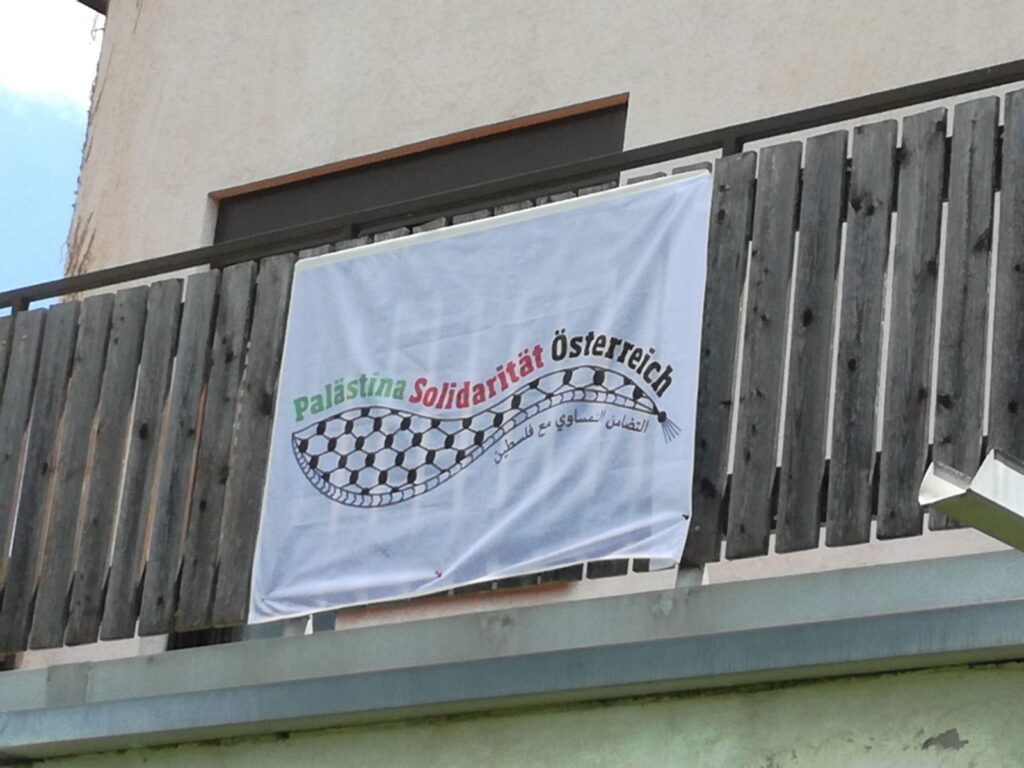 Palästina Solidarität Österreich
التضامن النمساوي مع فلسطين